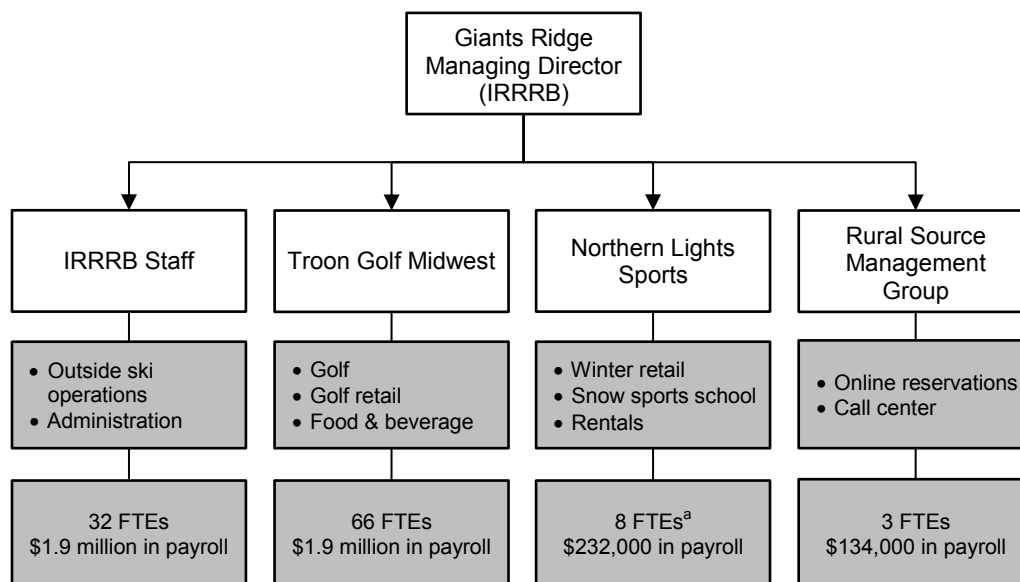 Giants Ridge
Managing Director
(IRRRB)
IRRRB Staff
Troon Golf Midwest
Northern Lights
Sports
Rural Source
Management
Group
• Outside ski
operations
• Administration
• Golf
• Golf retail
• Food & beverage
• Winter retail
• Snow sports school
• Rentals
• Online reservations
• Call center
32 FTEs
$1.9 million in payroll
66 FTEs
$1.9 million in payroll
8 FTEsᵃ
$232,000 in payroll
3 FTEs
$134,000 in payroll